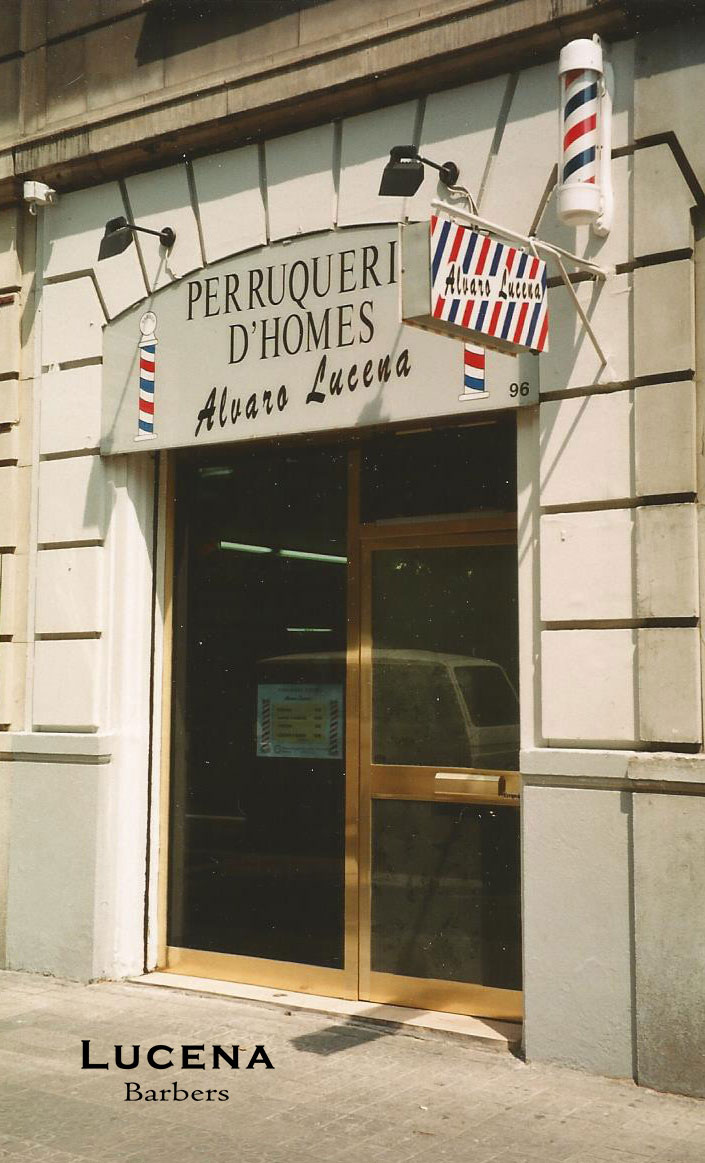 PERRUQUERI
D'HOMES
Alvaro Lucena
96
Alvaro Lucena
LUCENA
Barbers